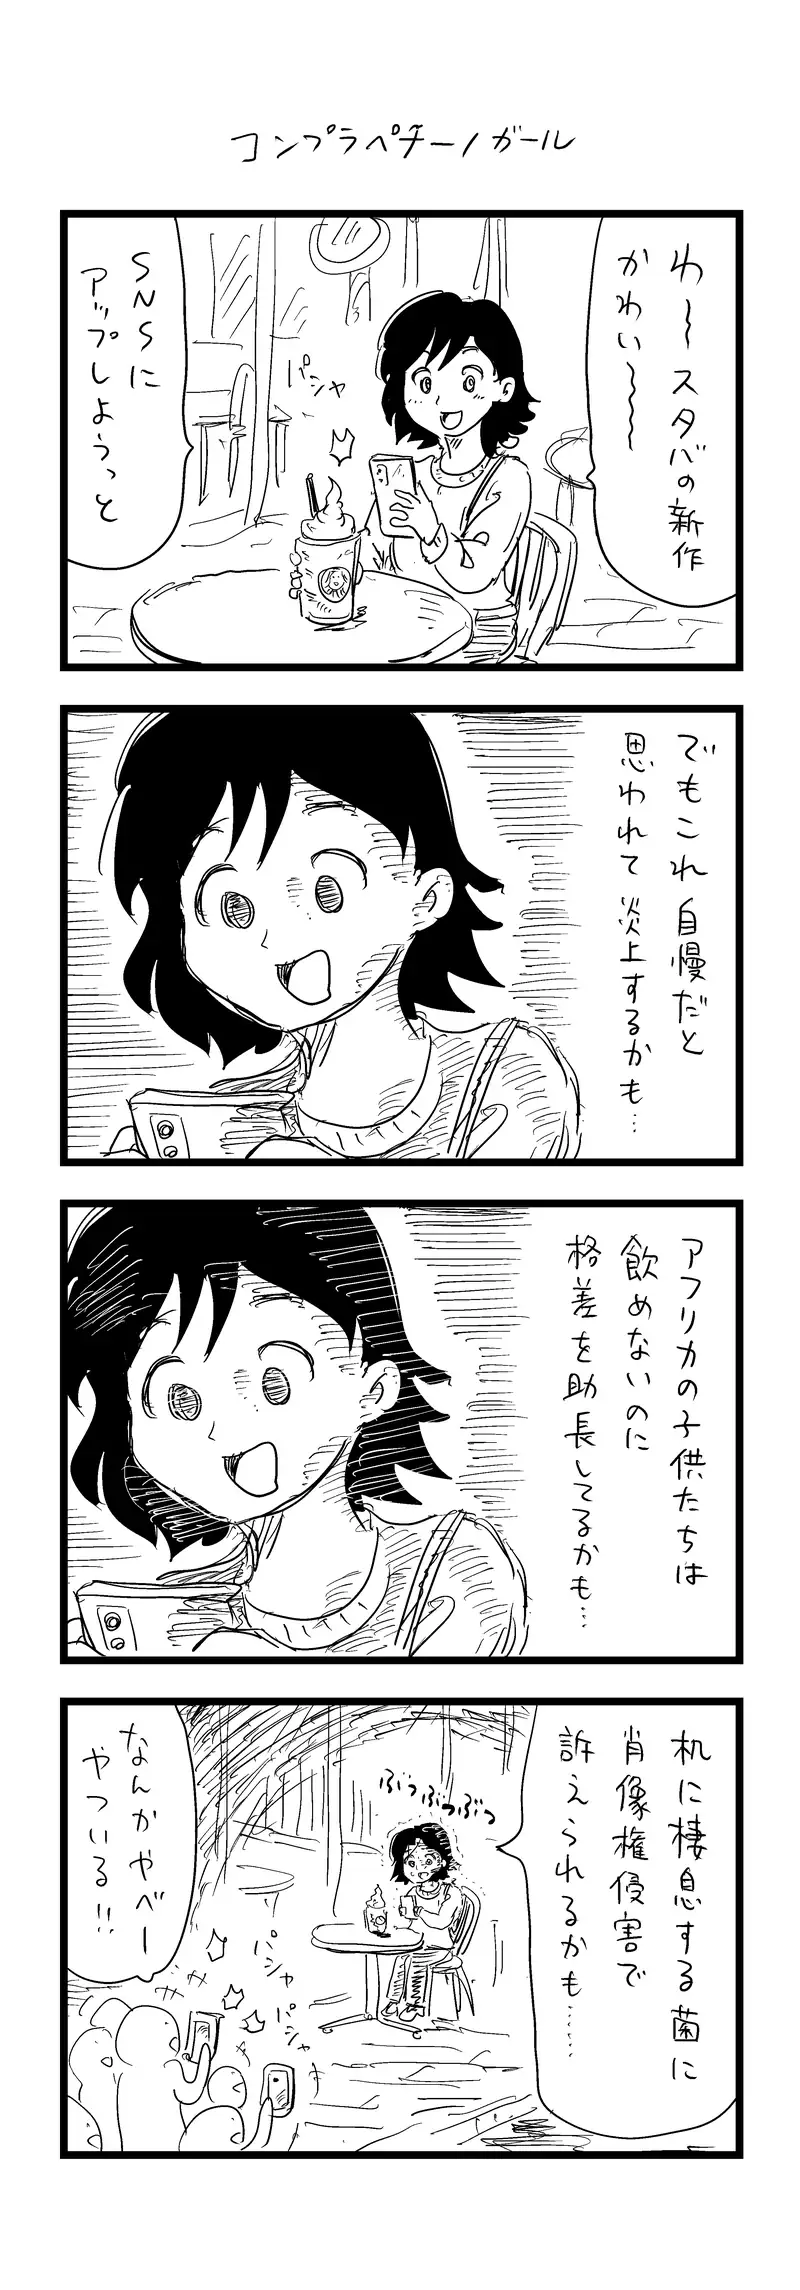 コンプラペチーノガール
わ〜スタバの新作
かわい〜〜
パシャ
SNSに
アップしようっと
でもこれ自慢だと
思われて炎上するかも…
アフリカの子供たちは
飲めないのに
格差を助長してるかも…
机に棲息する菌に
肖像権侵害で
訴えられるかも……
ぶつぶつぶつ
なんかやべー
やついる!!
パシャ
パシャ